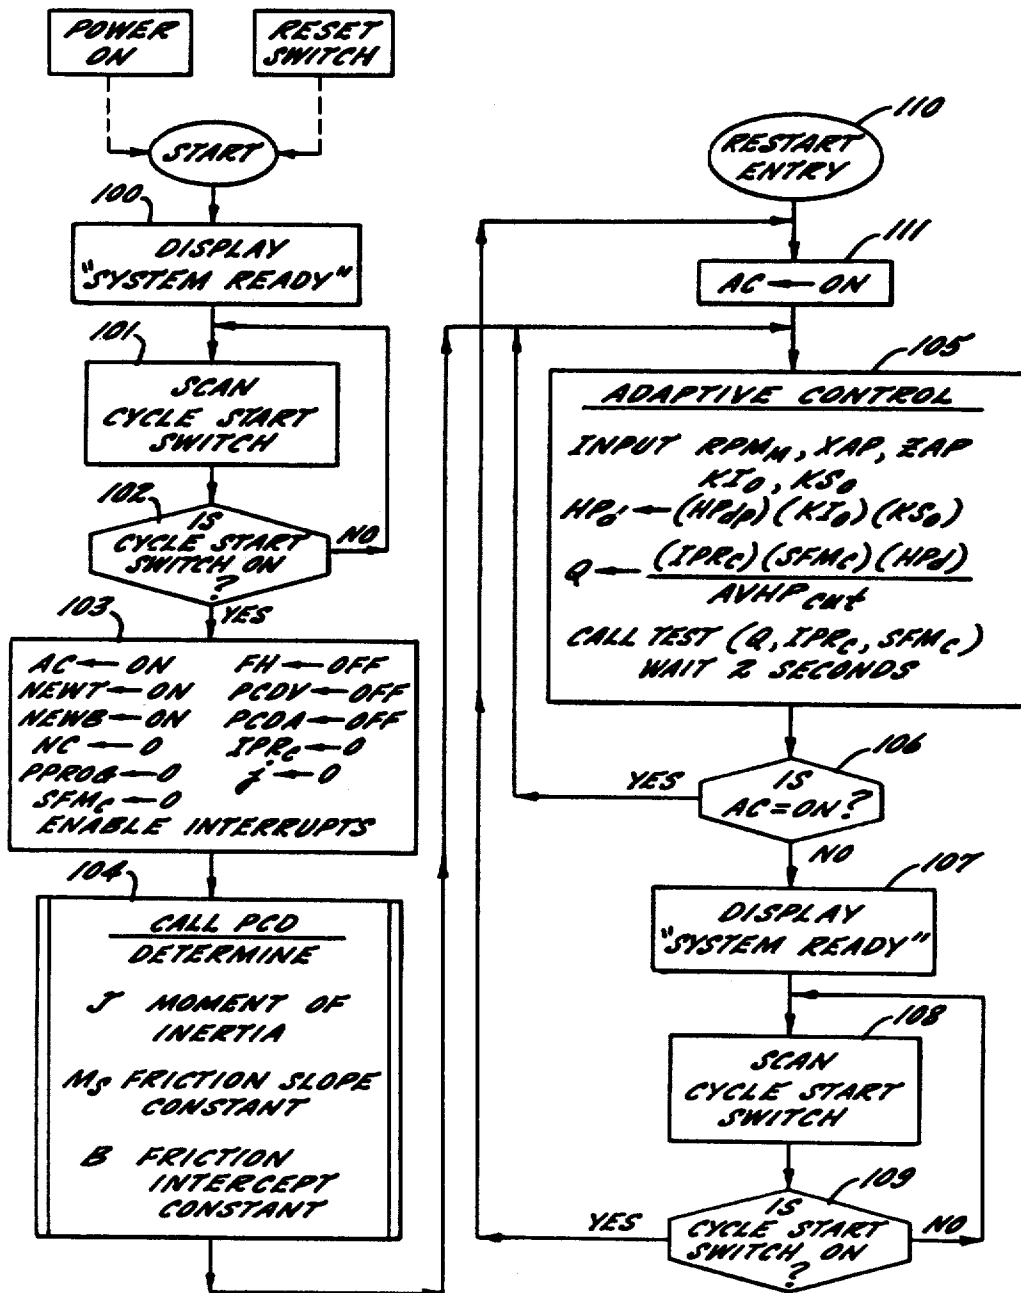 POWER
ON
RESET
SWITCH
START
100
DISPLAY
"SYSTEM READY"
101
SCAN
CYCLE START
SWITCH
102
IS
CYCLE START
SWITCH ON
?
NO
YES
103
AC ← ON FH ← OFF
NEWT ← ON PCDV ← OFF
NEWB ← ON PCDA ← OFF
NC ← 0 IPRc ← 0
PPROG ← 0 j ← 0
SFMc ← 0
ENABLE INTERRUPTS
104
CALL PCD
DETERMINE
J MOMENT OF
INERTIA
MS FRICTION SLOPE
CONSTANT
B FRICTION
INTERCEPT
CONSTANT
110
RESTART
ENTRY
111
AC ← ON
105
ADAPTIVE CONTROL
INPUT RPMM, XAP, ZAP
KIo, KSo
HPd' ← (HPdp)(KIo)(KSo)
Q ← (IPRc)(SFMc)(HPd)
AVHPcut
CALL TEST (Q, IPRc, SFMc)
WAIT 2 SECONDS
106
IS
AC = ON ?
YES
NO
107
DISPLAY
"SYSTEM READY"
108
SCAN
CYCLE START
SWITCH
109
IS
CYCLE START
SWITCH ON
?
YES
NO